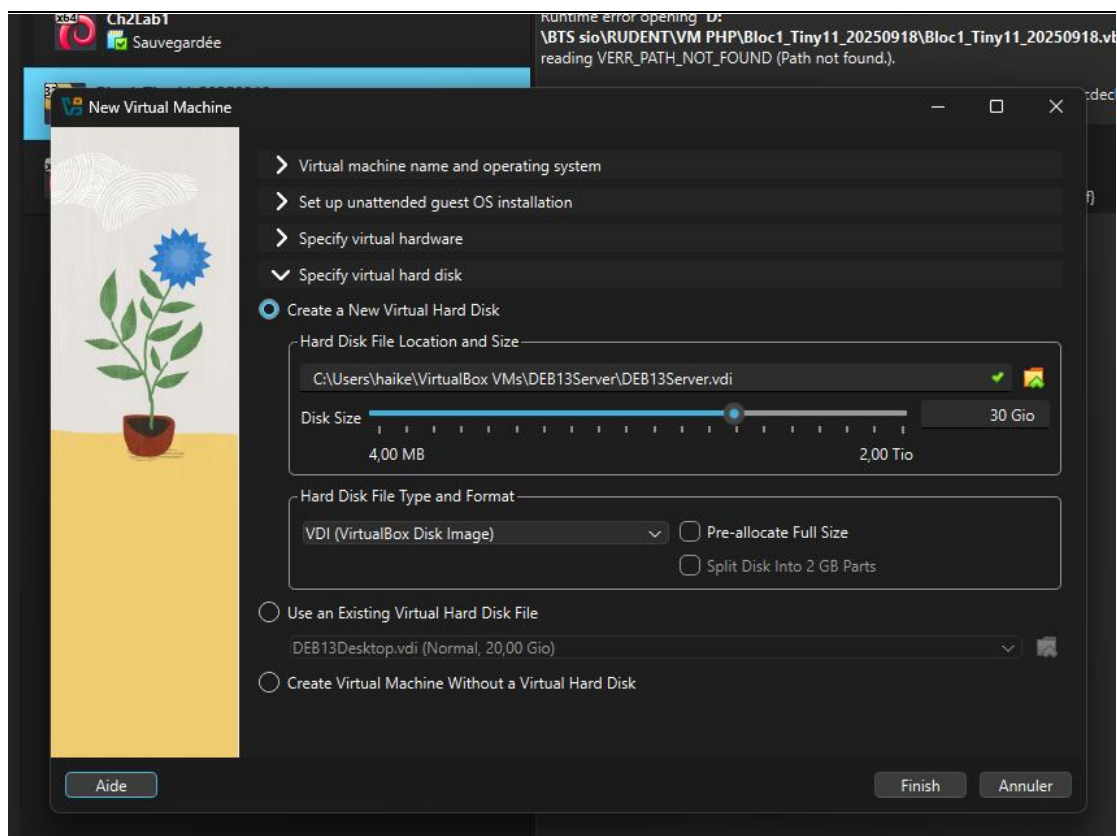 x64
Ch2Lab1
Sauvegardée
Runtime error opening 'D:
\BTS sio\RUDENT\VM PHP\Bloc1_Tiny11_20250918\Bloc1_Tiny11_20250918.vb
reading VERR_PATH_NOT_FOUND (Path not found.).
New Virtual Machine
Virtual machine name and operating system
Set up unattended guest OS installation
Specify virtual hardware
Specify virtual hard disk
Create a New Virtual Hard Disk
Hard Disk File Location and Size
C:\Users\haike\VirtualBox VMs\DEB13Server\DEB13Server.vdi
Disk Size
30 Gio
4,00 MB
2,00 Tio
Hard Disk File Type and Format
VDI (VirtualBox Disk Image)
Pre-allocate Full Size
Split Disk Into 2 GB Parts
Use an Existing Virtual Hard Disk File
DEB13Desktop.vdi (Normal, 20,00 Gio)
Create Virtual Machine Without a Virtual Hard Disk
Aide
Finish
Annuler